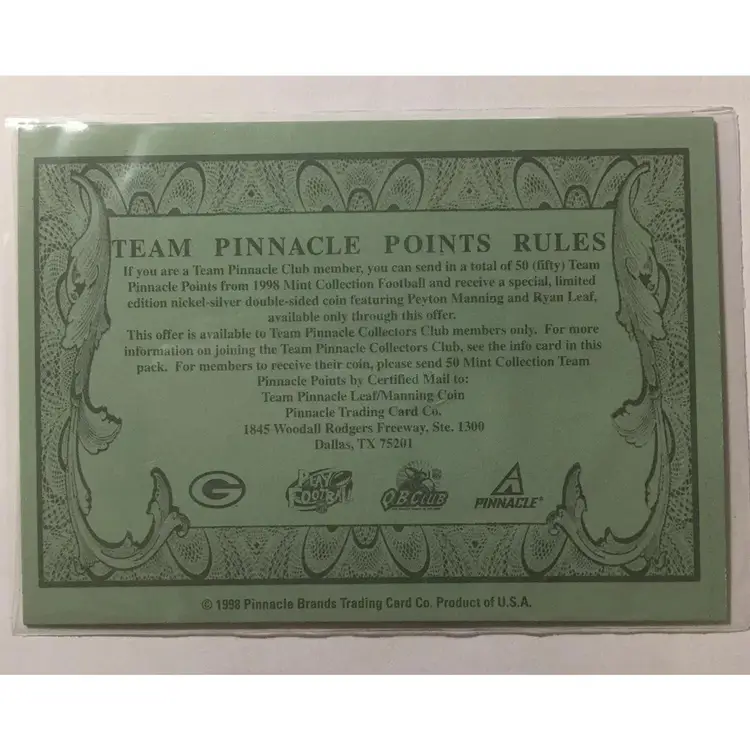 TEAM PINNACLE POINTS RULES
If you are a Team Pinnacle Club member, you can send in a total of 50 (fifty) Team
Pinnacle Points from 1998 Mint Collection Football and receive a special, limited
edition nickel-silver double-sided coin featuring Peyton Manning and Ryan Leaf,
available only through this offer.
This offer is available to Team Pinnacle Collectors Club members only. For more
information on joining the Team Pinnacle Collectors Club, see the info card in this
pack. For members to receive their coin, please send 50 Mint Collection Team
Pinnacle Points by Certified Mail to:
Team Pinnacle Leaf/Manning Coin
Pinnacle Trading Card Co.
1845 Woodall Rodgers Freeway, Ste. 1300
Dallas, TX 75201
G
PLAY
FOOTBALL
QB CLUB
PINNACLE®
© 1998 Pinnacle Brands Trading Card Co. Product of U.S.A.